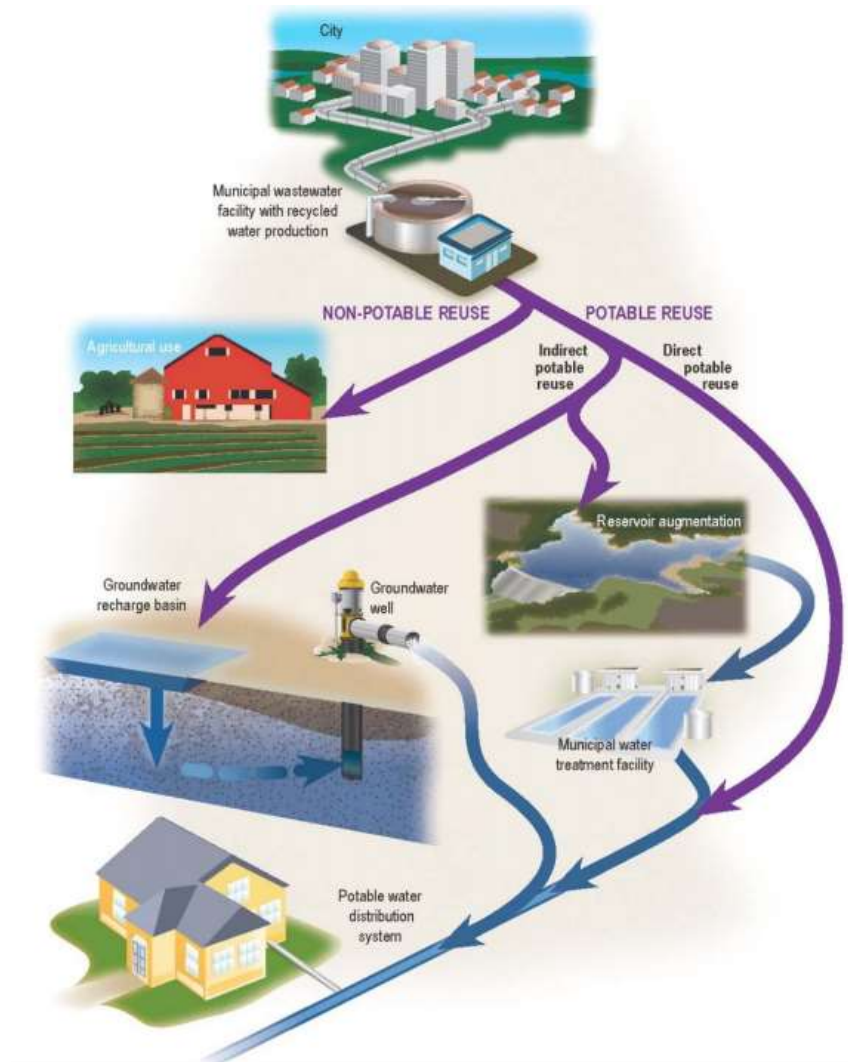 City
Municipal wastewater
facility with recycled
water production
NON-POTABLE REUSE
POTABLE REUSE
Agricultural use
Indirect
potable
reuse
Direct
potable
reuse
Reservoir augmentation
Groundwater
recharge basin
Groundwater
well
Municipal water
treatment facility
Potable water
distribution
system